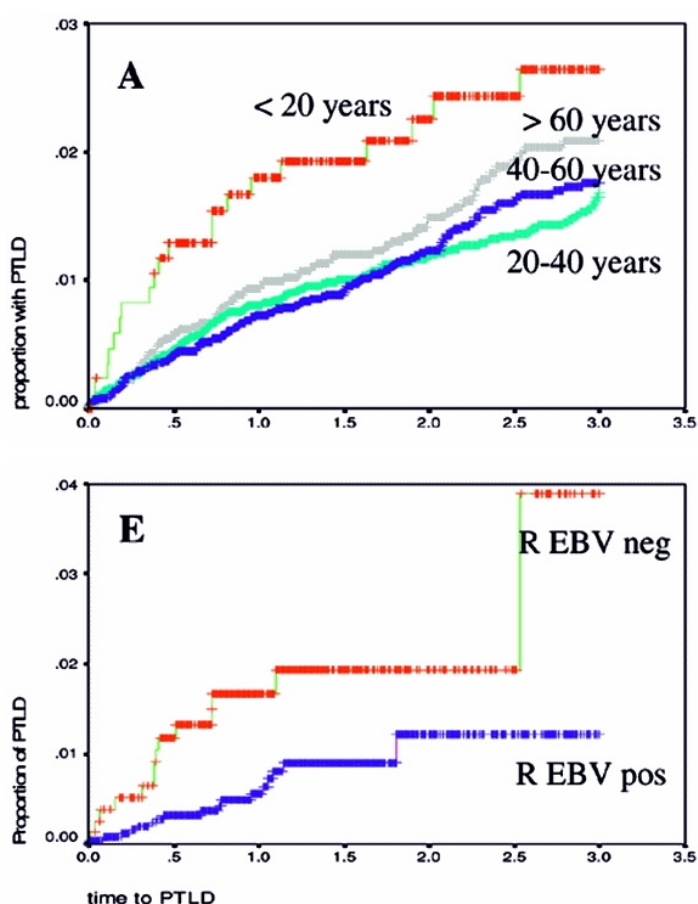 .03
A
< 20 years
> 60 years
.02
40-60 years
20-40 years
.01
0.00
proportion with PTLD
0.0 .5 1.0 1.5 2.0 2.5 3.0 3.5
.04
E
R EBV neg
.03
.02
.01
R EBV pos
0.00
Proportion of PTLD
0.0 .5 1.0 1.5 2.0 2.5 3.0 3.5
time to PTLD